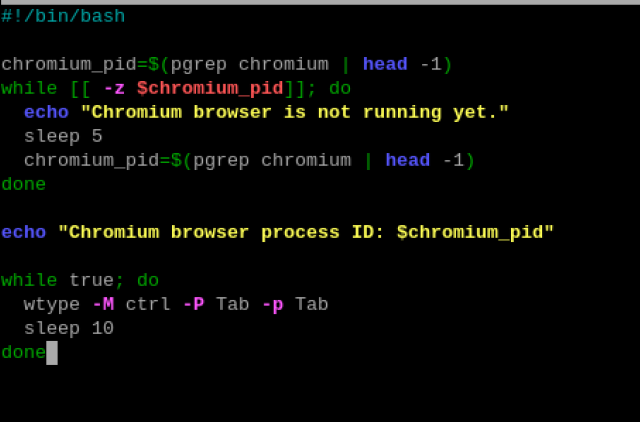 #!/bin/bash
chromium_pid=$(pgrep chromium | head -1)
while [[ -z $chromium_pid]]; do
echo "Chromium browser is not running yet."
sleep 5
chromium_pid=$(pgrep chromium | head -1)
done
echo "Chromium browser process ID: $chromium_pid"
while true; do
wtype -M ctrl -P Tab -p Tab
sleep 10
done